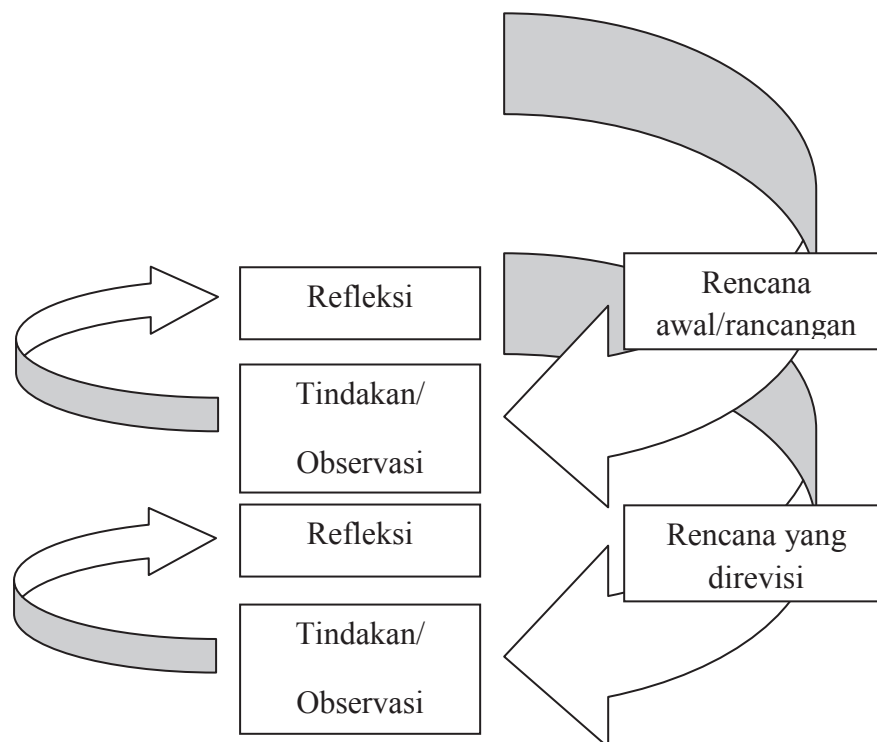 Refleksi
Rencana
awal/rancangan
Tindakan/
Observasi
Refleksi
Rencana yang
direvisi
Tindakan/
Observasi